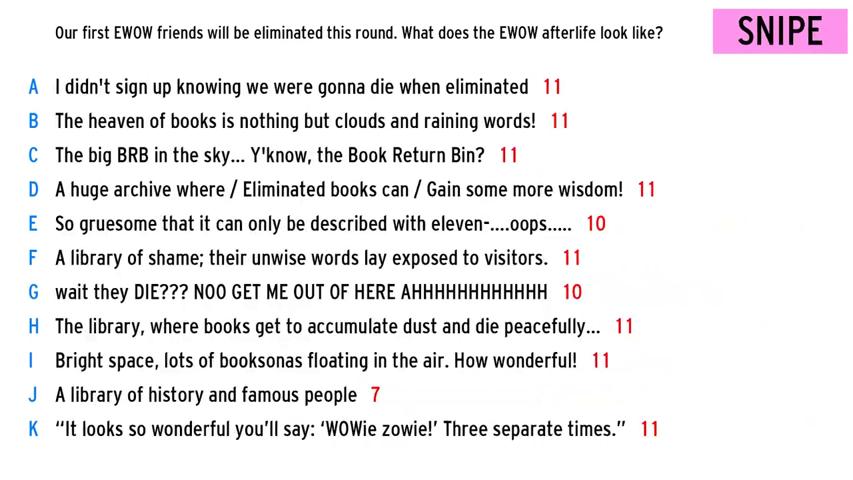 Our first EWOW friends will be eliminated this round. What does the EWOW afterlife look like?
SNIPE
A I didn't sign up knowing we were gonna die when eliminated 11
B The heaven of books is nothing but clouds and raining words! 11
C The big BRB in the sky... Y'know, the Book Return Bin? 11
D A huge archive where / Eliminated books can / Gain some more wisdom! 11
E So gruesome that it can only be described with eleven-....oops..... 10
F A library of shame; their unwise words lay exposed to visitors. 11
G wait they DIE??? NOO GET ME OUT OF HERE AHHHHHHHHHHHH 10
H The library, where books get to accumulate dust and die peacefully... 11
I Bright space, lots of booksonas floating in the air. How wonderful! 11
J A library of history and famous people 7
K “It looks so wonderful you’ll say: ‘WOWie zowie!’ Three separate times.” 11